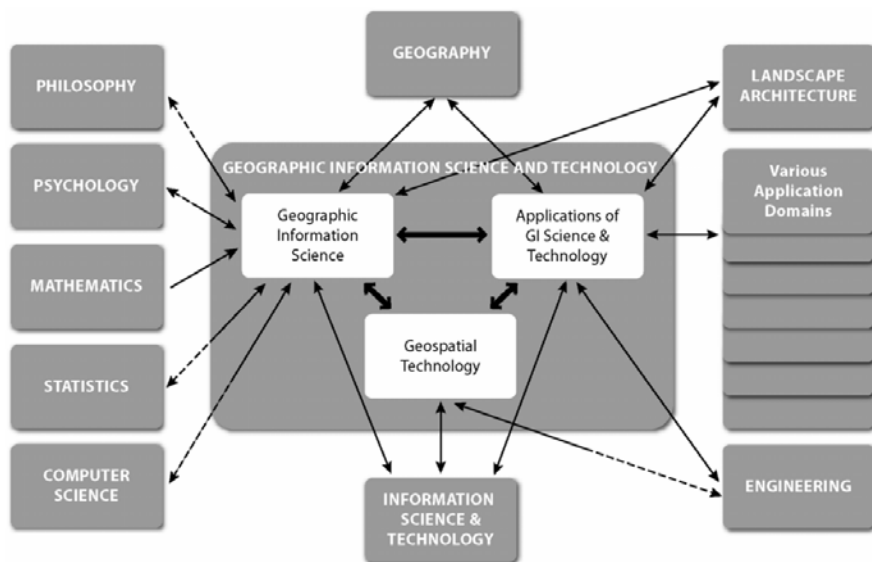 GEOGRAPHY
PHILOSOPHY
LANDSCAPE
ARCHITECTURE
PSYCHOLOGY
GEOGRAPHIC INFORMATION SCIENCE AND TECHNOLOGY
Various
Application
Domains
Geographic
Information
Science
Applications of
GI Science &
Technology
MATHEMATICS
Geospatial
Technology
STATISTICS
COMPUTER
SCIENCE
INFORMATION
SCIENCE &
TECHNOLOGY
ENGINEERING